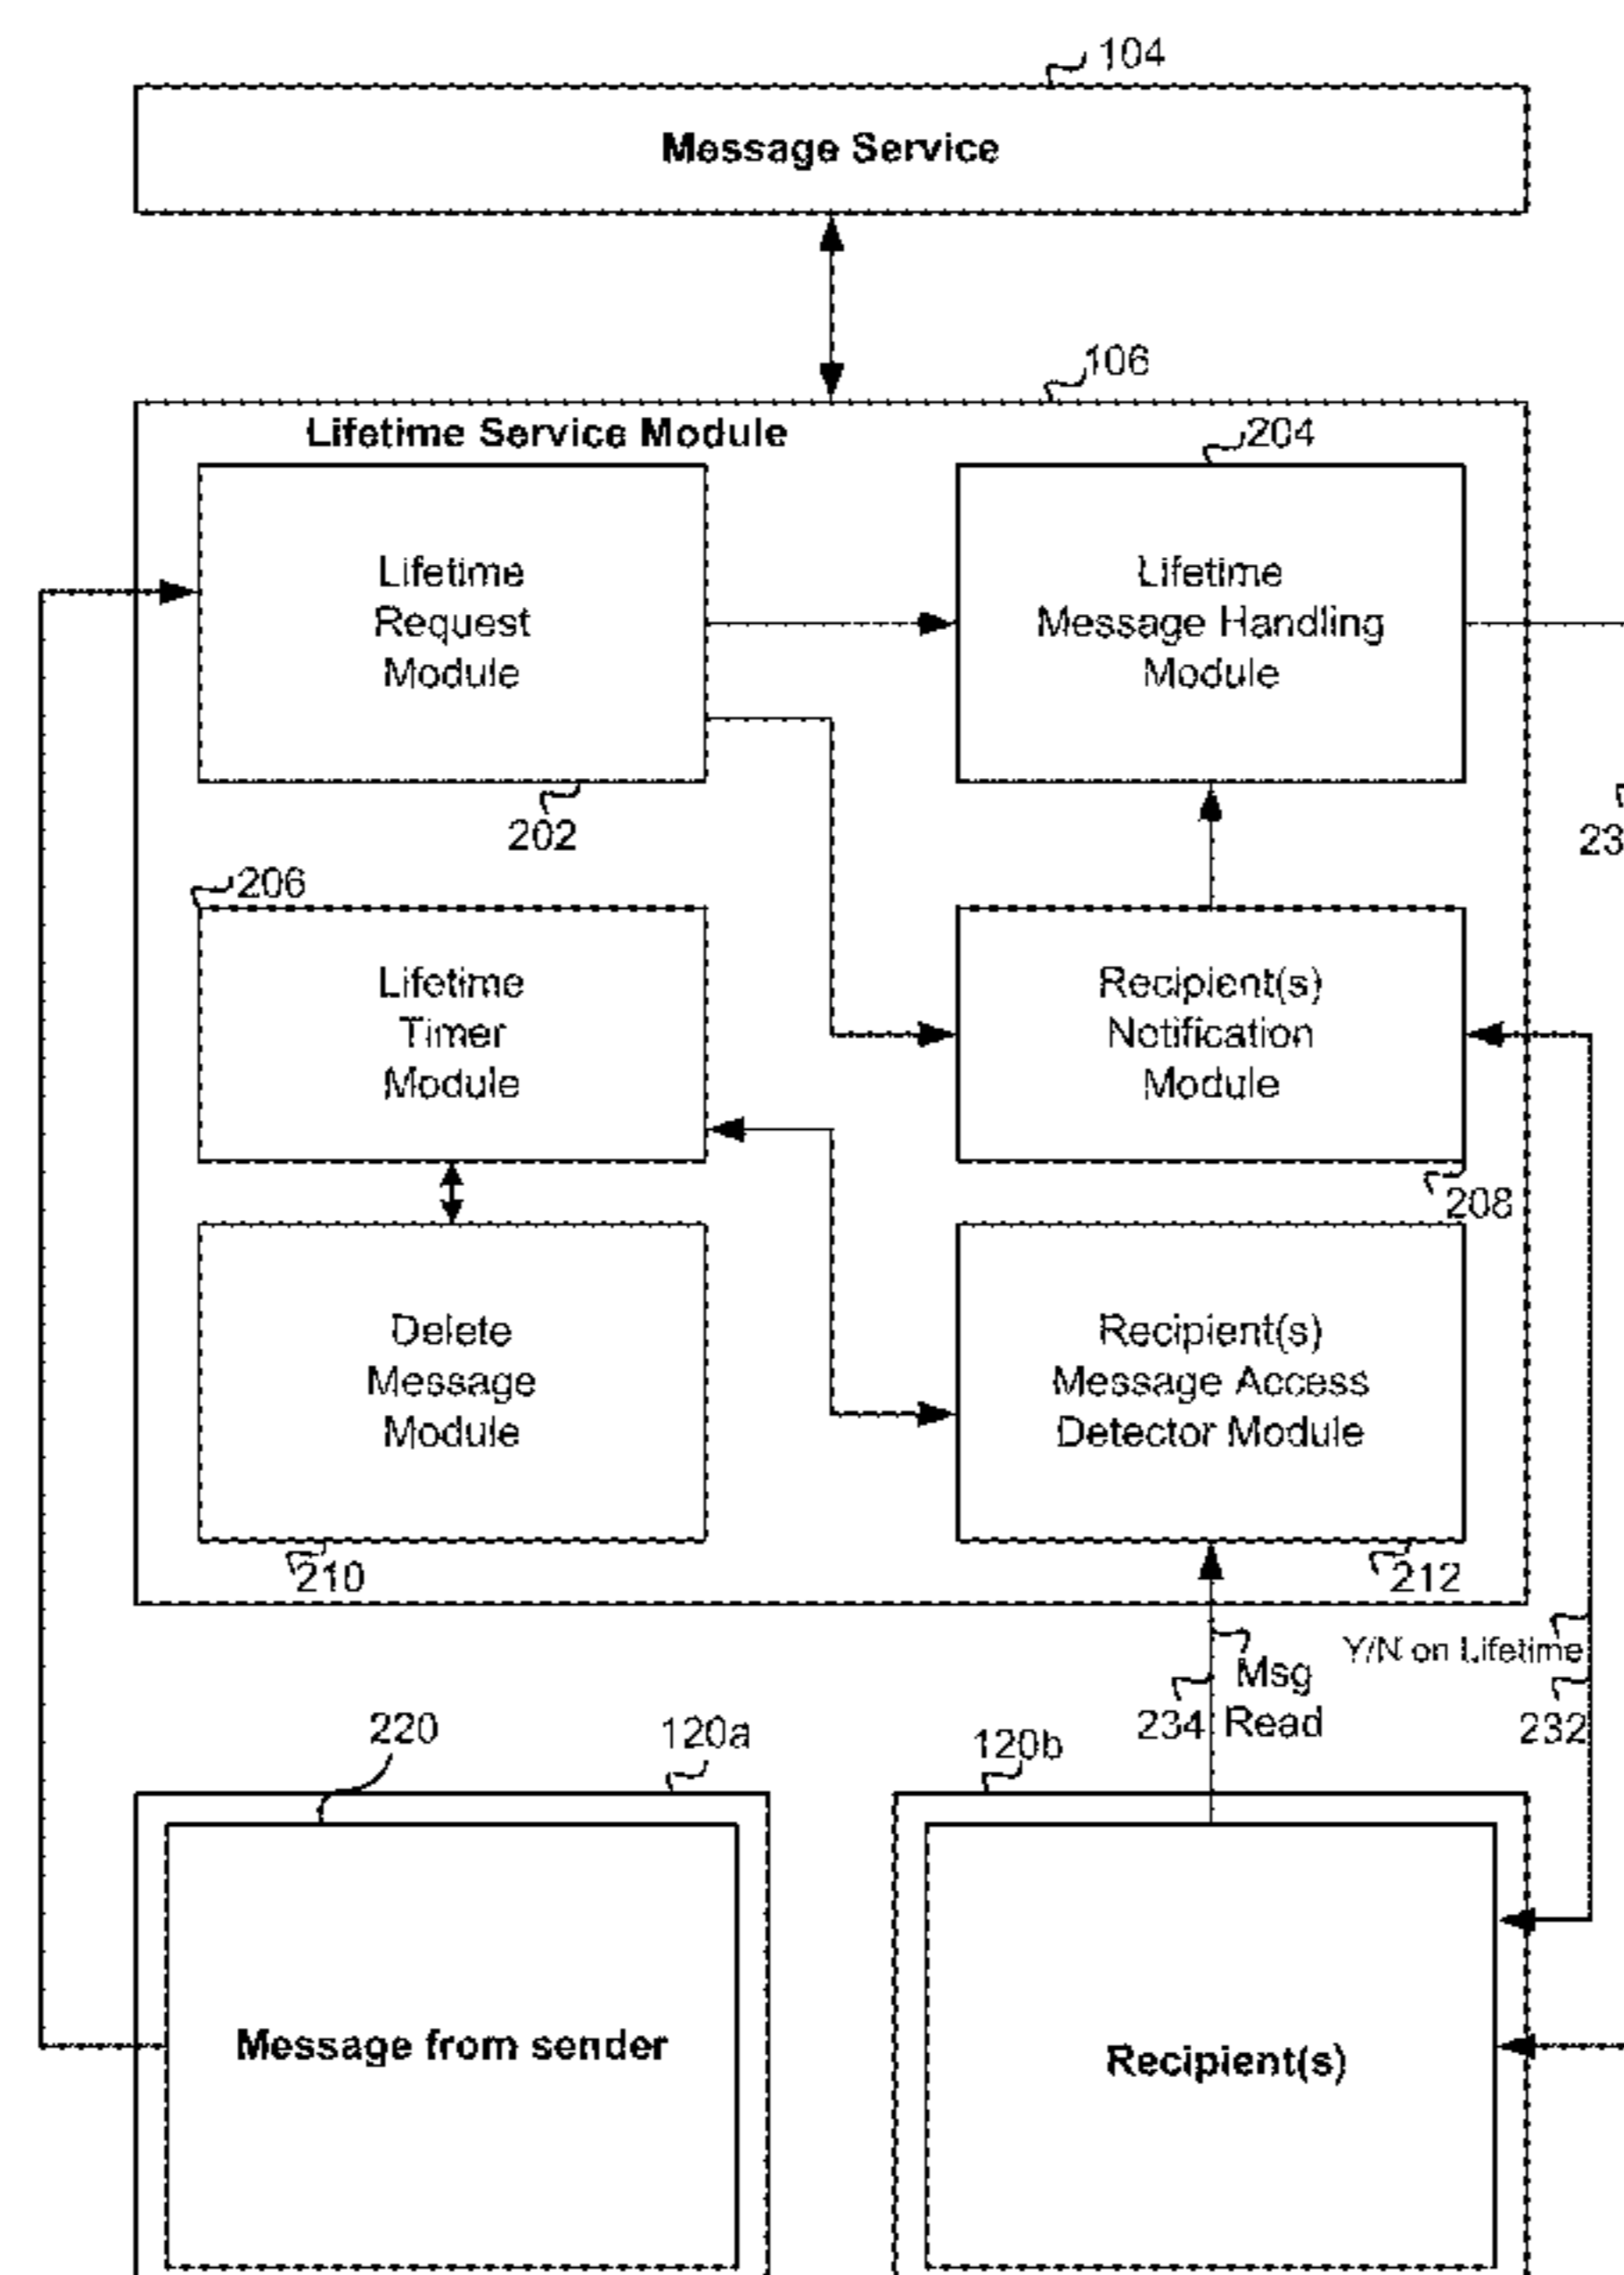 104
Message Service
106
Lifetime Service Module
204
Lifetime
Request
Module
Lifetime
Message Handling
Module
202
23
206
Lifetime
Timer
Module
Recipient(s)
Notification
Module
208
Delete
Message
Module
Recipient(s)
Message Access
Detector Module
210
212
Y/N on Lifetime
Msg
Read
234
232
220
120a
120b
Message from sender
Recipient(s)